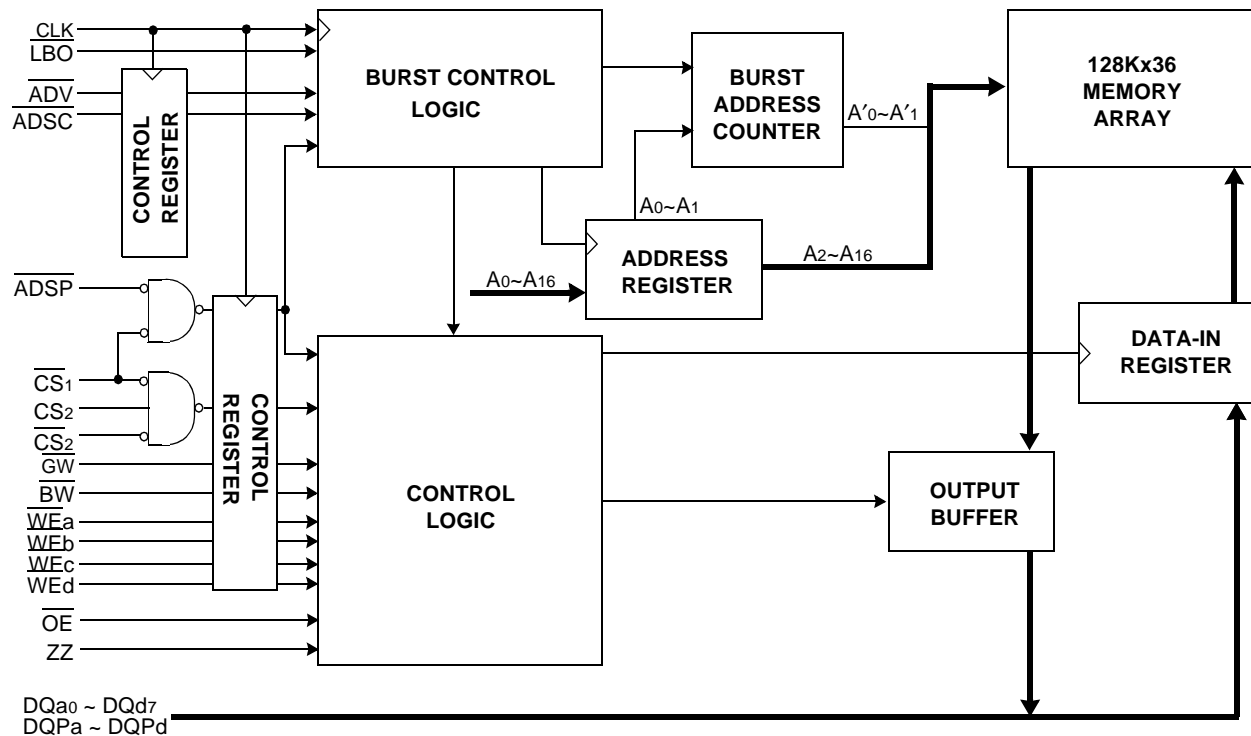 CLK
LBO
ADV
ADSC
CONTROL
REGISTER
BURST CONTROL
LOGIC
BURST
ADDRESS
COUNTER
A′0~A′1
128Kx36
MEMORY
ARRAY
A0~A1
ADDRESS
REGISTER
A2~A16
A0~A16
ADSP
CS1
CS2
CS2
GW
BW
WEa
WEb
WEc
WEd
OE
ZZ
CONTROL
REGISTER
CONTROL
LOGIC
DATA-IN
REGISTER
OUTPUT
BUFFER
DQa0 ~ DQd7
DQPa ~ DQPd